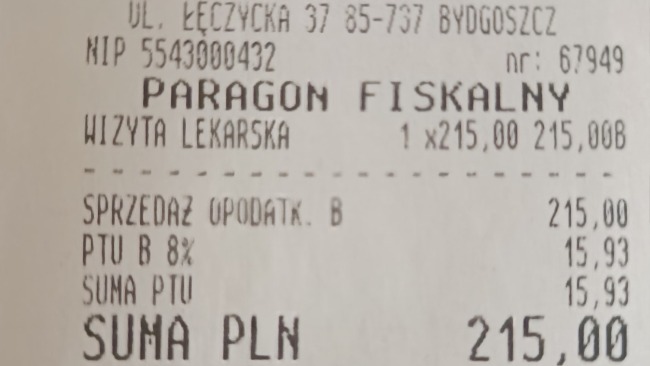 UL. ŁĘCZYCKA 37 85-737 BYDGOSZCZ
NIP 5543000432 nr: 67949
PARAGON FISKALNY
WIZYTA LEKARSKA 1 x215,00 215,00B
- - - - - - - - - - - - - - - - - - -
SPRZEDAŻ OPODATK. B 215,00
PTU B 8% 15,93
SUMA PTU 15,93
SUMA PLN 215,00